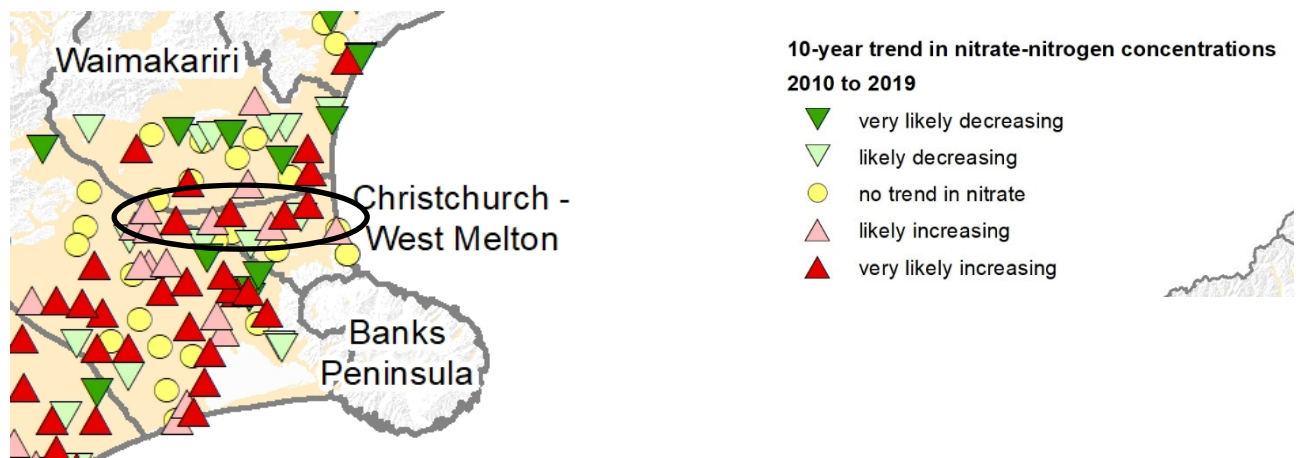 Waimakariri
Christchurch -
West Melton
Banks
Peninsula
10-year trend in nitrate-nitrogen concentrations
2010 to 2019
very likely decreasing
likely decreasing
no trend in nitrate
likely increasing
very likely increasing